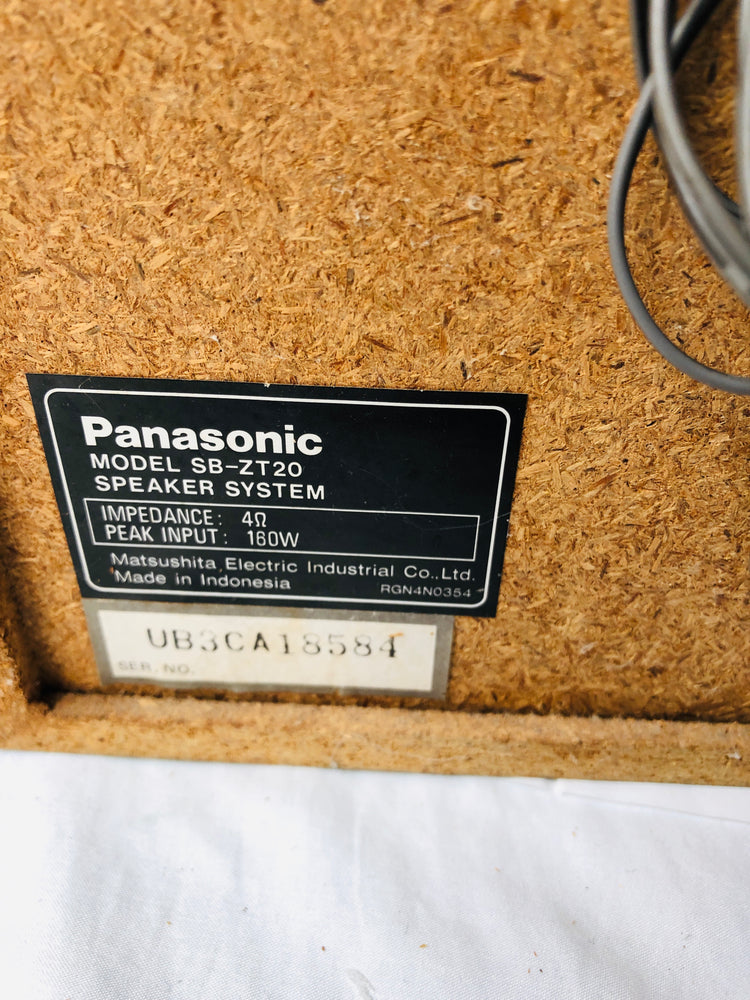 Panasonic
MODEL SB-ZT20
SPEAKER SYSTEM
IMPEDANCE: 4Ω
PEAK INPUT: 160W
Matsushita Electric Industrial Co.,Ltd.
Made in Indonesia
RGN4N0354
UB3CA18584
SER. NO.